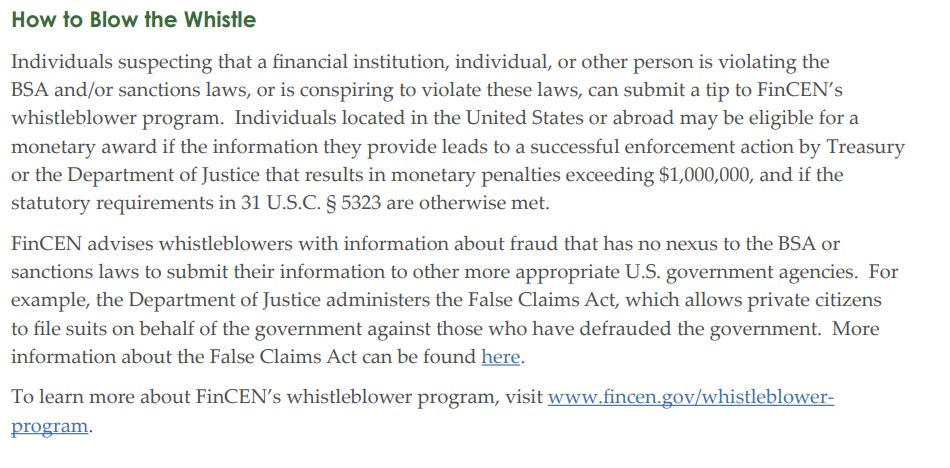 How to Blow the Whistle
Individuals suspecting that a financial institution, individual, or other person is violating the
BSA and/or sanctions laws, or is conspiring to violate these laws, can submit a tip to FinCEN’s
whistleblower program.  Individuals located in the United States or abroad may be eligible for a
monetary award if the information they provide leads to a successful enforcement action by Treasury
or the Department of Justice that results in monetary penalties exceeding $1,000,000, and if the
statutory requirements in 31 U.S.C. § 5323 are otherwise met.
FinCEN advises whistleblowers with information about fraud that has no nexus to the BSA or
sanctions laws to submit their information to other more appropriate U.S. government agencies.  For
example, the Department of Justice administers the False Claims Act, which allows private citizens
to file suits on behalf of the government against those who have defrauded the government.  More
information about the False Claims Act can be found here.
To learn more about FinCEN’s whistleblower program, visit www.fincen.gov/whistleblower-
program.